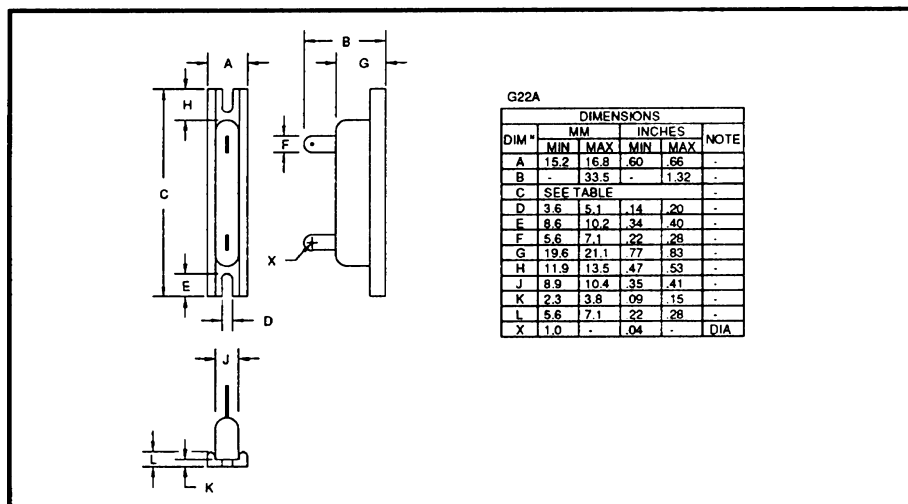 B
A
G
H
F
C
X
E
D
J
L
K
G22A
DIMENSIONS
DIM" MM INCHES NOTE
MIN MAX MIN MAX
A 15.2 16.8 .60 .66 -
B - 33.5 - 1.32 -
C SEE TABLE -
D 3.6 5.1 .14 .20 -
E 8.6 10.2 .34 .40 -
F 5.6 7.1 .22 .28 -
G 19.6 21.1 .77 .83 -
H 11.9 13.5 .47 .53 -
J 8.9 10.4 .35 .41 -
K 2.3 3.8 .09 .15 -
L 5.6 7.1 .22 .28 -
X 1.0 - .04 - DIA